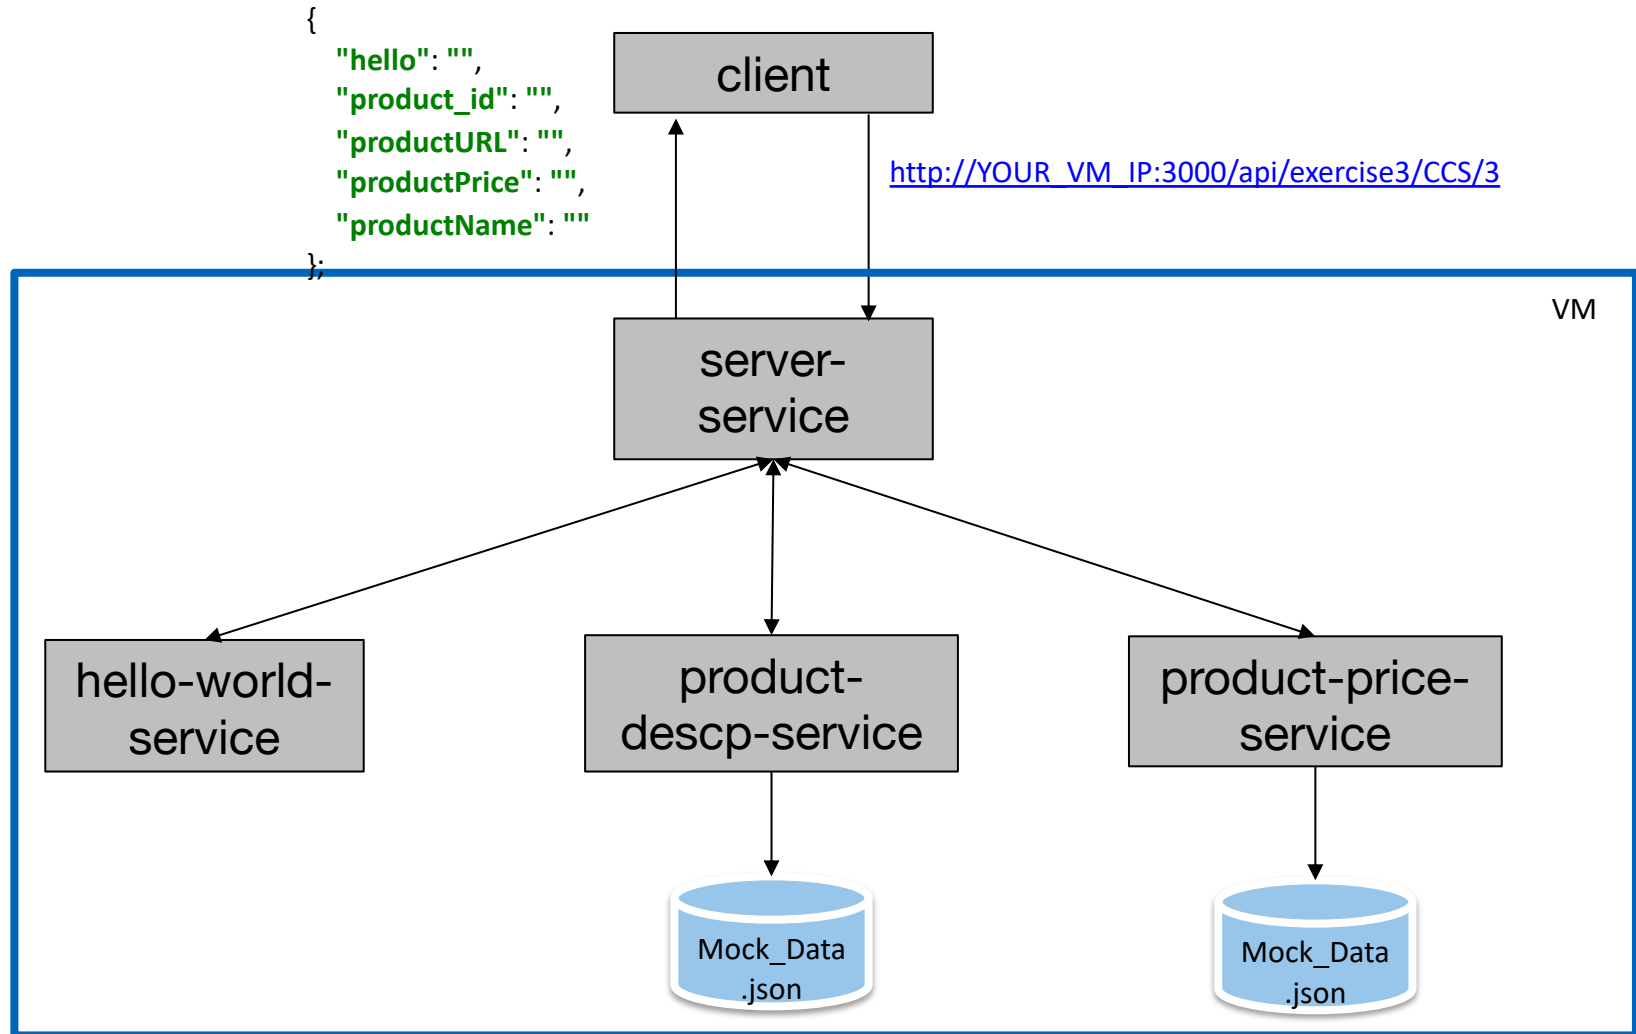 {
"hello": "",
"product_id": "",
"productURL": "",
"productPrice": "",
"productName": ""
};
client
http://YOUR_VM_IP:3000/api/exercise3/CCS/3
VM
server-
service
hello-world-
service
product-
descp-service
product-price-
service
Mock_Data
.json
Mock_Data
.json